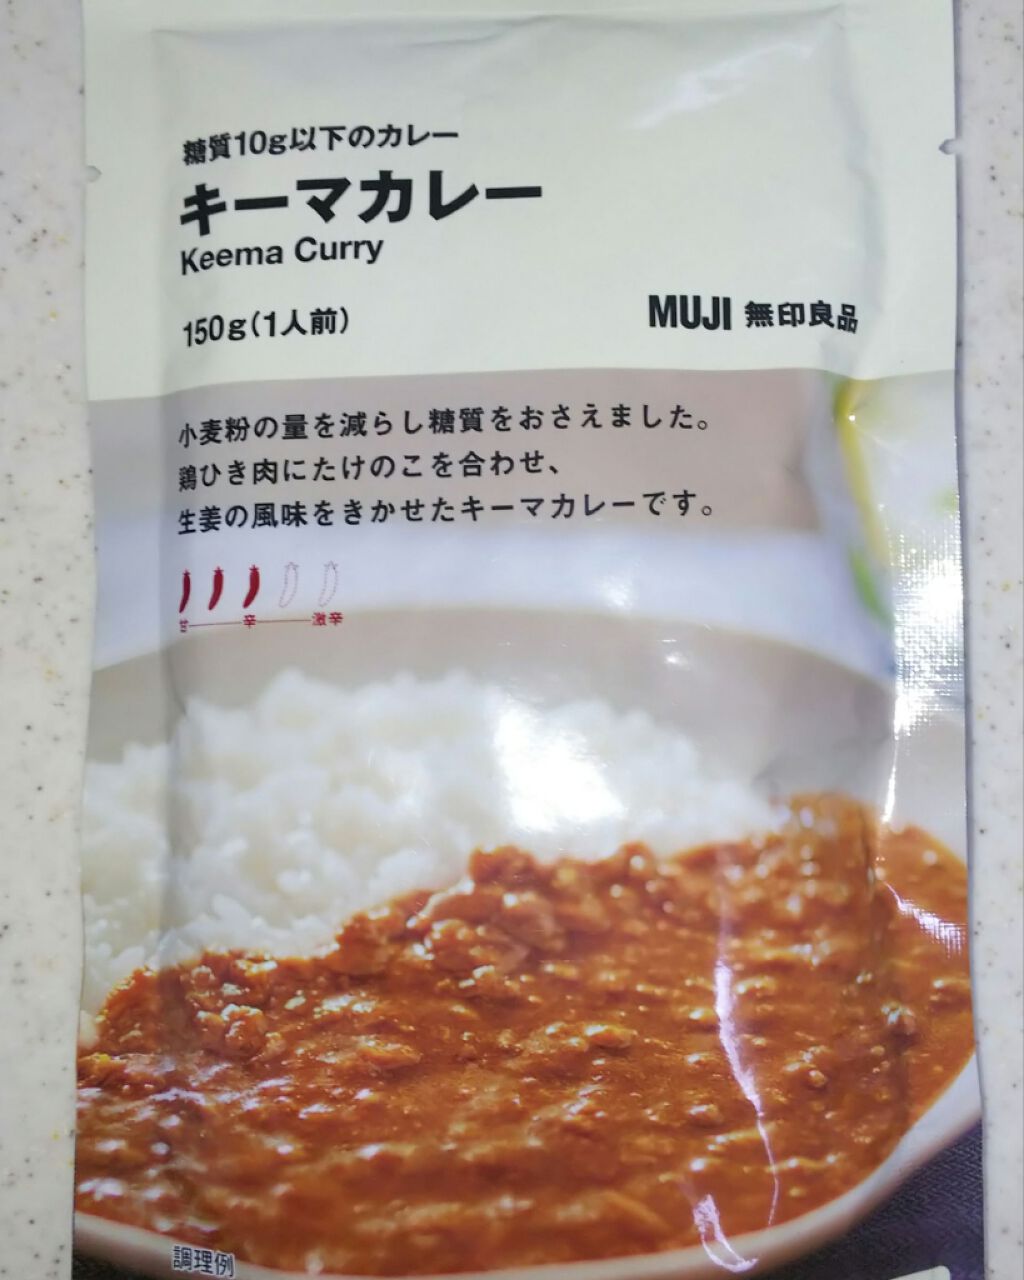 糖質10g以下のカレー
キーマカレー
Keema Curry
150g(1人前)
MUJI 無印良品
小麦粉の量を減らし糖質をおさえました。
鶏ひき肉にたけのこを合わせ、
生姜の風味をきかせたキーマカレーです。
甘 辛 激辛
調理例